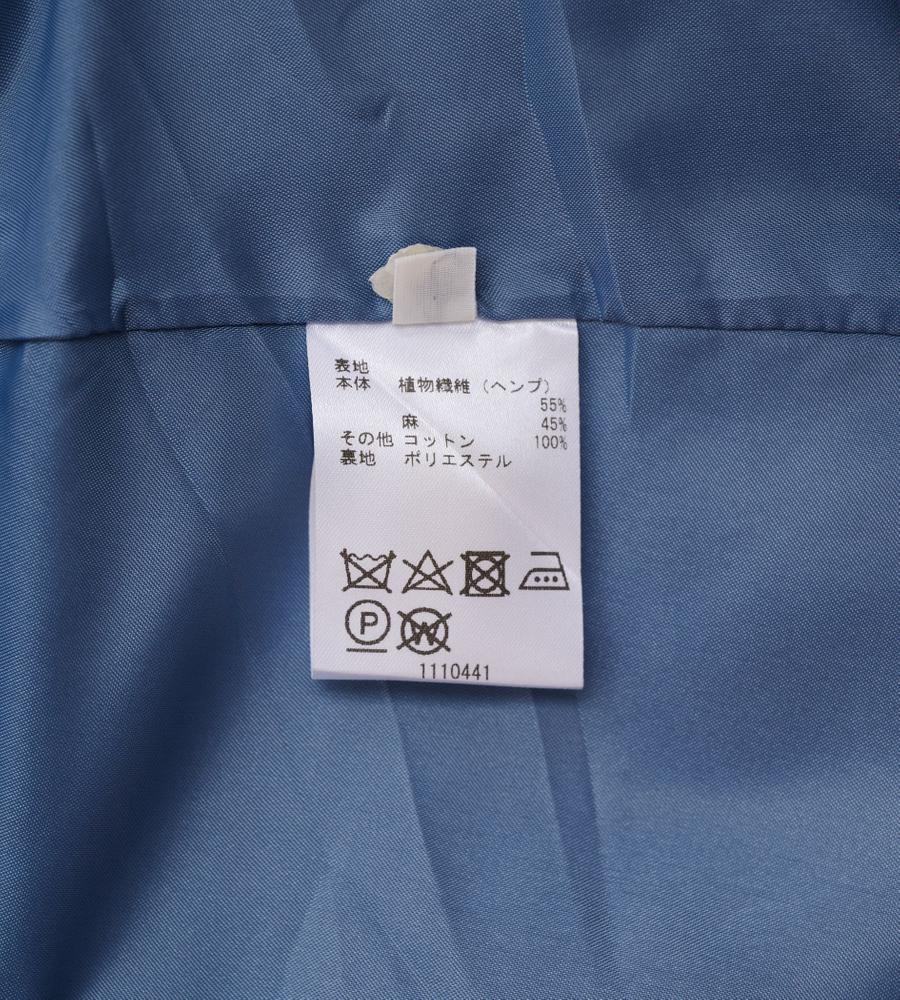 表地
本体 植物繊維（ヘンプ）
55%
麻 45%
その他 コットン 100%
裏地 ポリエステル
P
W
1110441